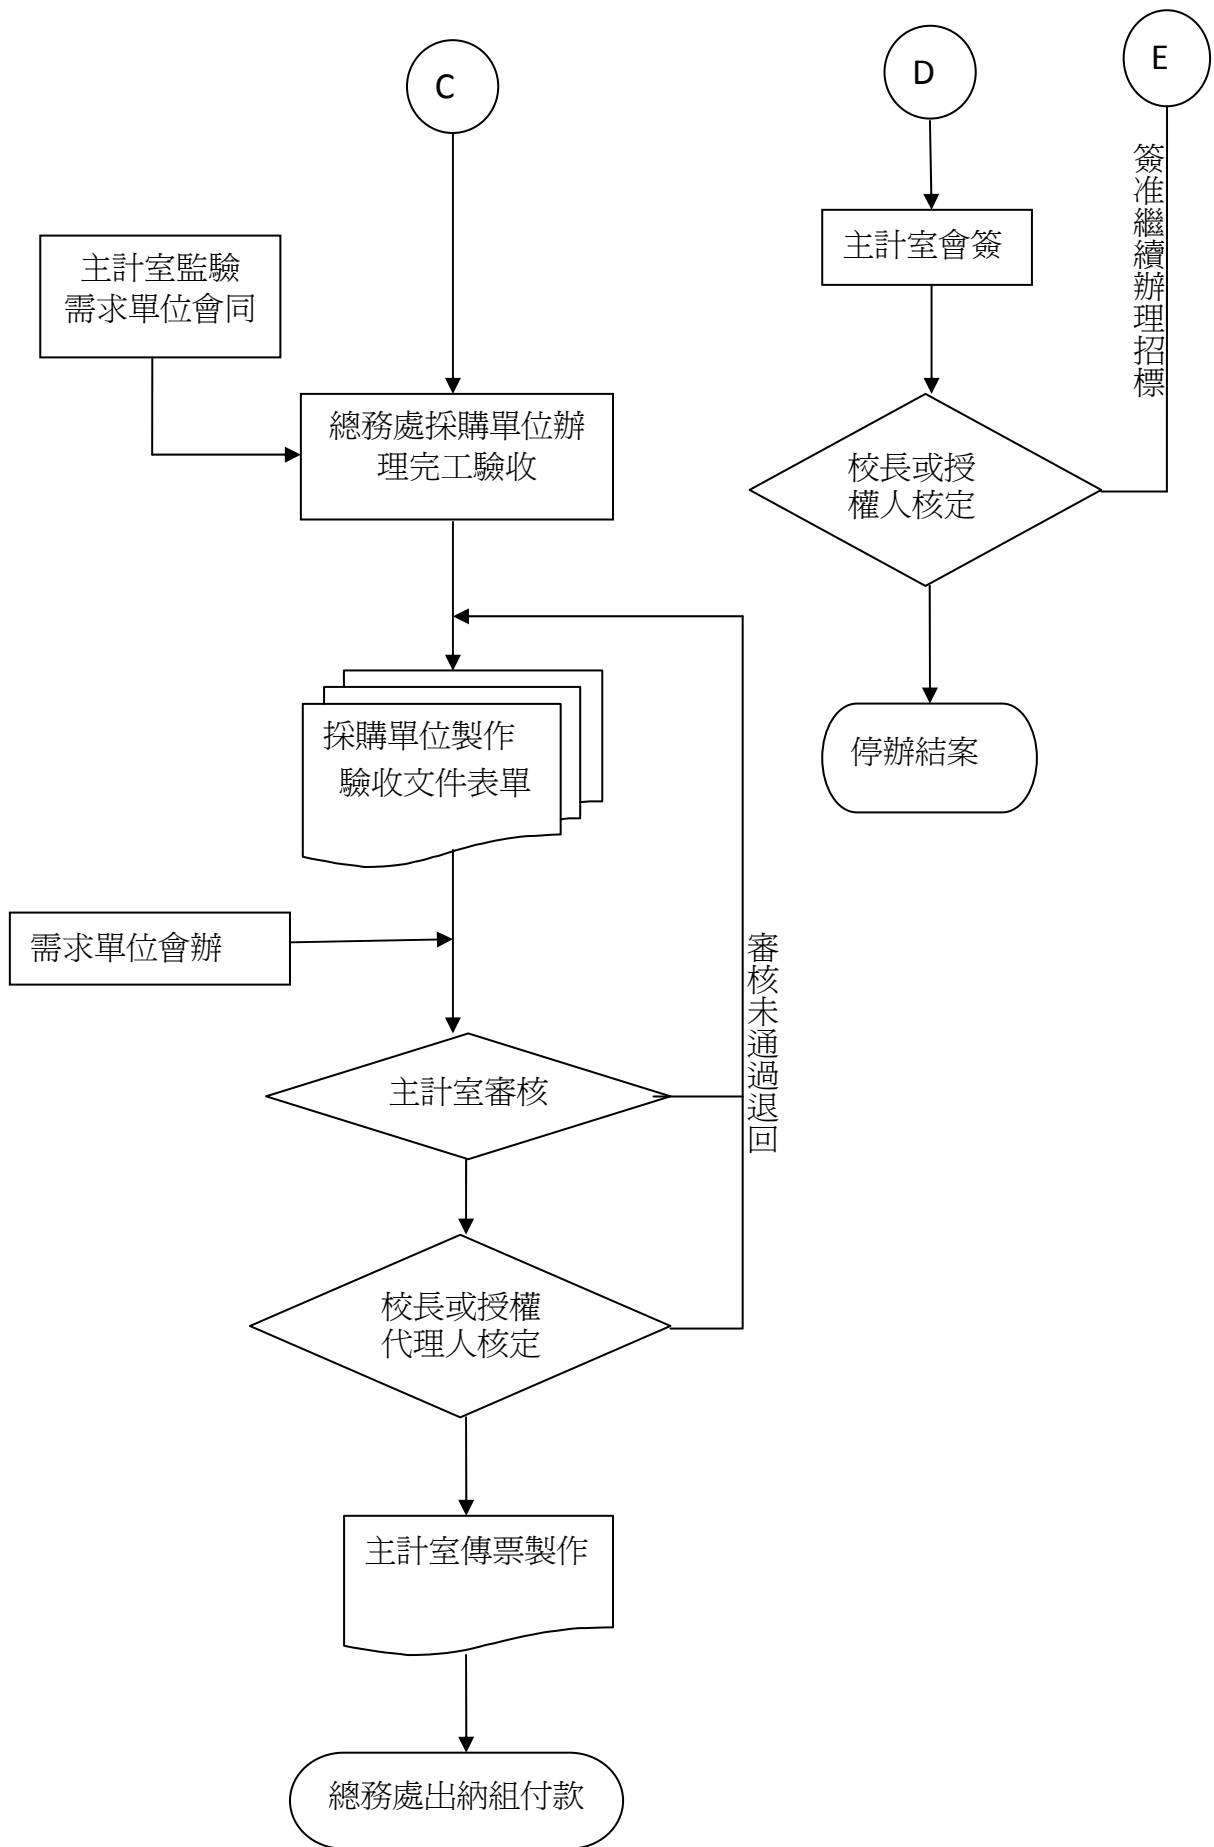 C
D
E
簽准繼續辦理招標
主計室會簽
主計室監驗
需求單位會同
總務處採購單位辦
理完工驗收
校長或授
權人核定
採購單位製作
驗收文件表單
停辦結案
需求單位會辦
審核未通過退回
主計室審核
校長或授權
代理人核定
主計室傳票製作
總務處出納組付款